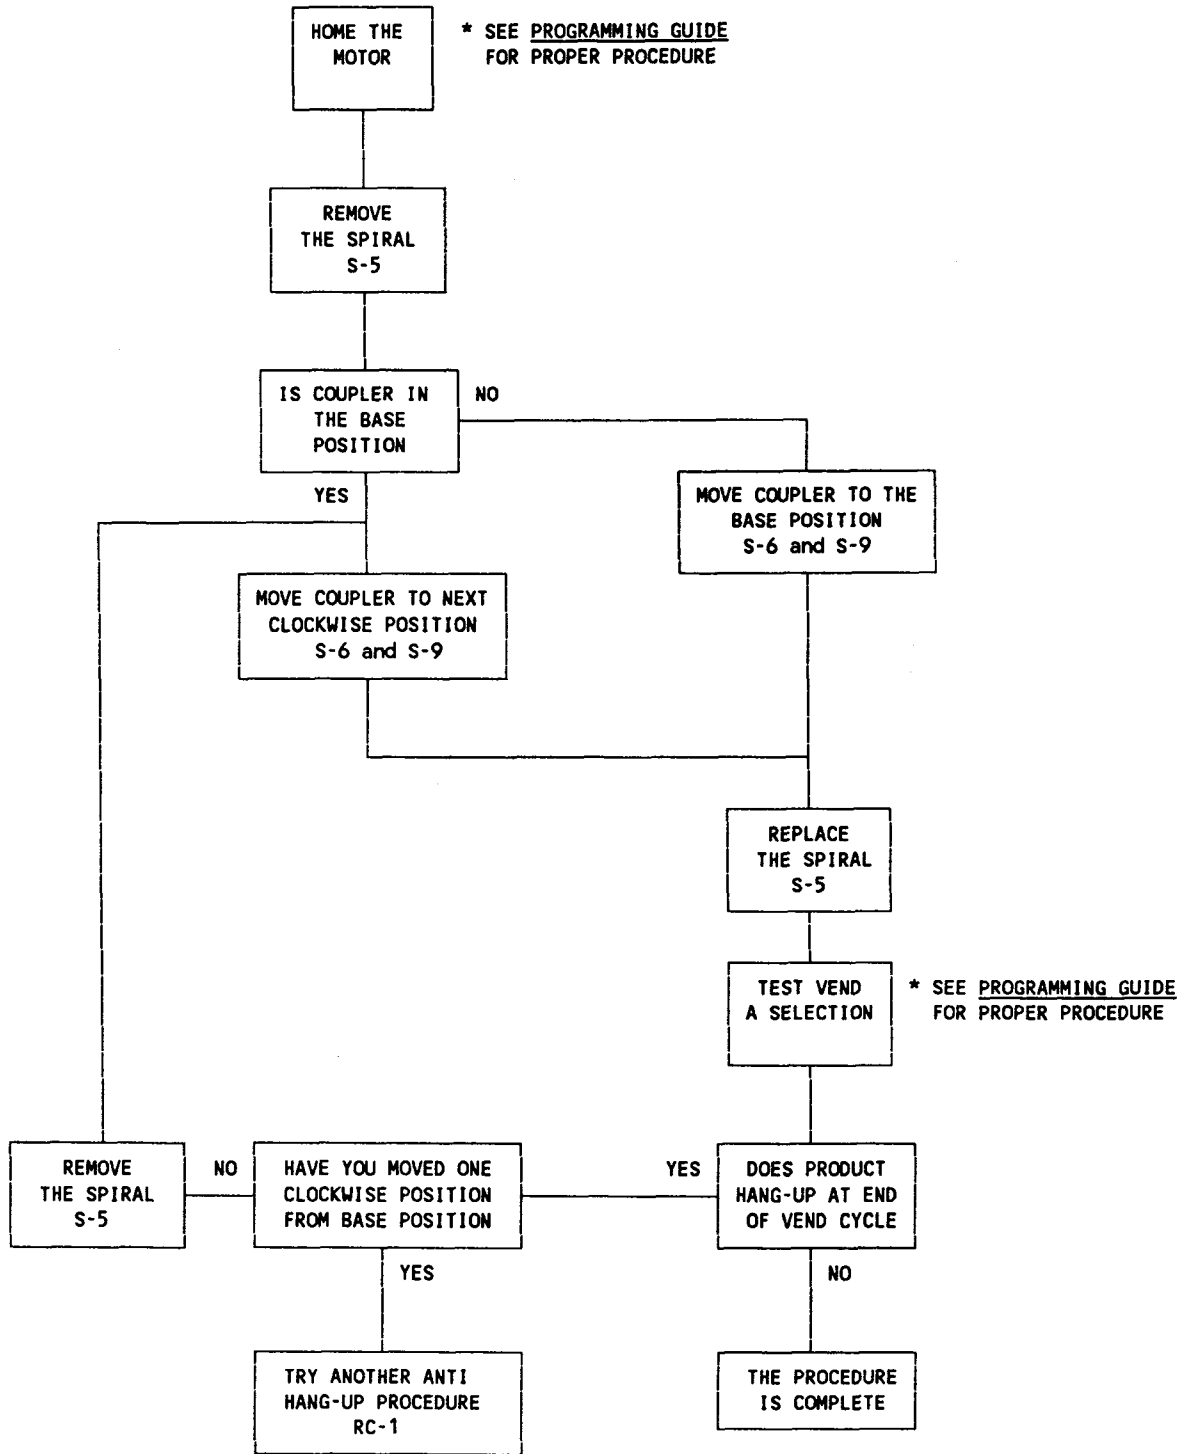 HOME THE
MOTOR
* SEE PROGRAMMING GUIDE
FOR PROPER PROCEDURE
REMOVE
THE SPIRAL
S-5
IS COUPLER IN
THE BASE
POSITION
NO
YES
MOVE COUPLER TO THE
BASE POSITION
S-6 and S-9
MOVE COUPLER TO NEXT
CLOCKWISE POSITION
S-6 and S-9
REPLACE
THE SPIRAL
S-5
TEST VEND
A SELECTION
* SEE PROGRAMMING GUIDE
FOR PROPER PROCEDURE
REMOVE
THE SPIRAL
S-5
NO
HAVE YOU MOVED ONE
CLOCKWISE POSITION
FROM BASE POSITION
YES
DOES PRODUCT
HANG-UP AT END
OF VEND CYCLE
YES
NO
TRY ANOTHER ANTI
HANG-UP PROCEDURE
RC-1
THE PROCEDURE
IS COMPLETE